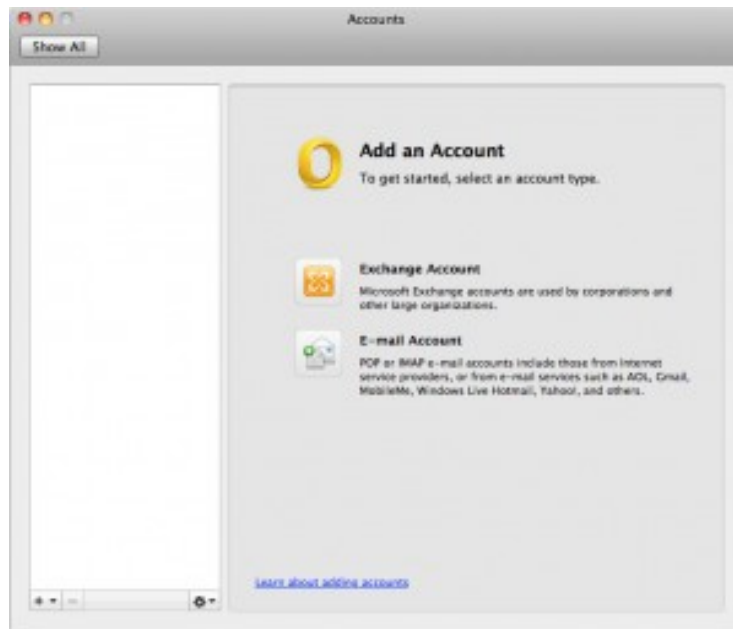 Accounts
Show All
Add an Account
To get started, select an account type.
Exchange Account
Microsoft Exchange accounts are used by corporations and
other large organizations.
E-mail Account
POP or IMAP e-mail accounts include those from Internet
service providers, or from e-mail services such as AOL, Gmail,
MobileMe, Windows Live Hotmail, Yahoo!, and others.
Learn about adding accounts